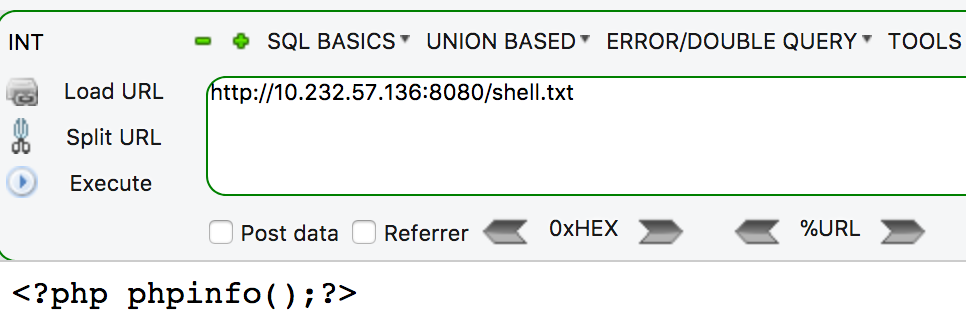 INT SQL BASICS UNION BASED ERROR/DOUBLE QUERY TOOLS
Load URL http://10.232.57.136:8080/shell.txt
Split URL
Execute
Post data Referrer 0xHEX %URL
<?php phpinfo();?>